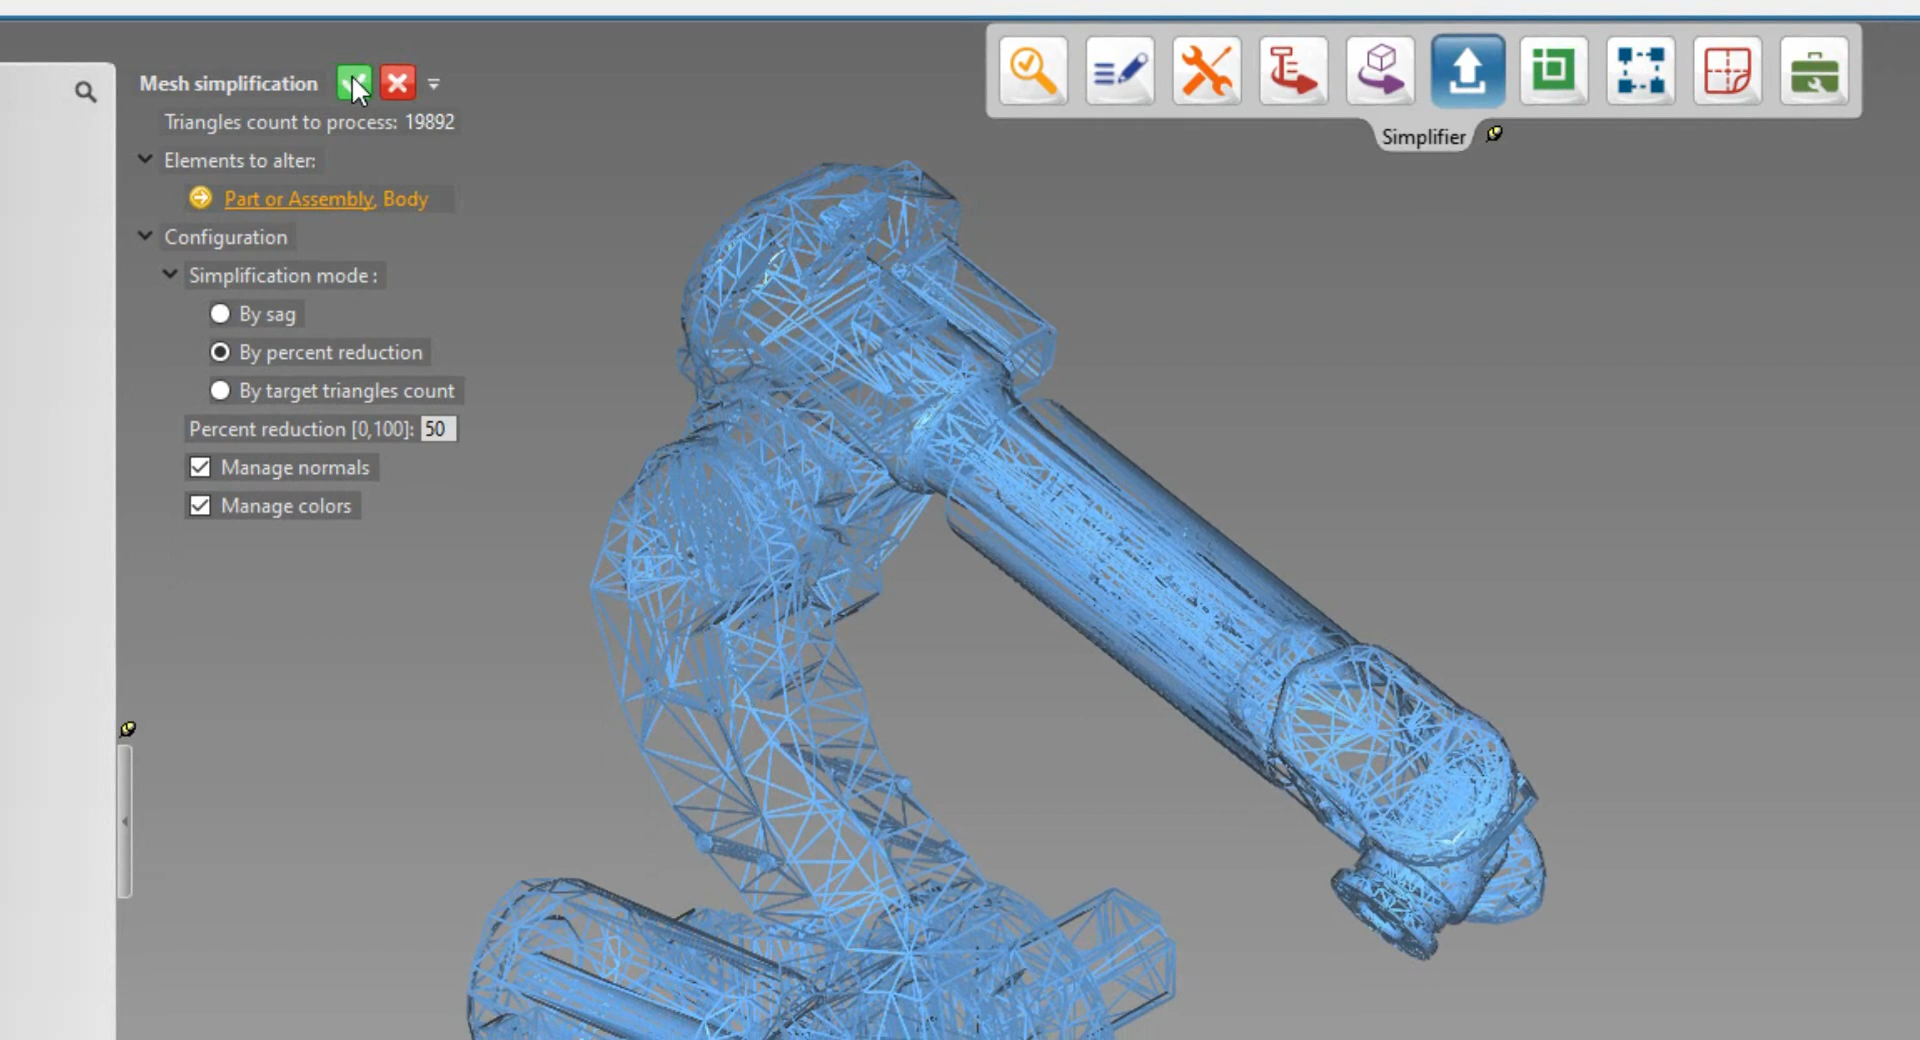 Mesh simplification
Triangles count to process: 19892
Elements to alter:
Part or Assembly, Body
Configuration
Simplification mode :
By sag
By percent reduction
By target triangles count
Percent reduction [0,100]: 50
Manage normals
Manage colors
Simplifier